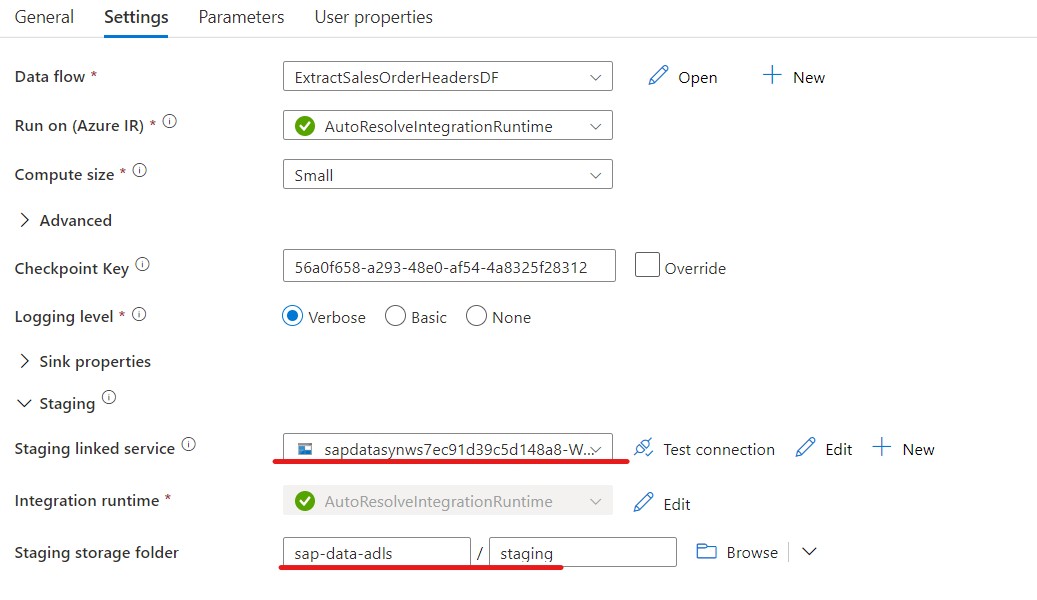 General Settings Parameters User properties
Data flow * ExtractSalesOrderHeadersDF Open New
Run on (Azure IR) * AutoResolveIntegrationRuntime
Compute size * Small
Advanced
Checkpoint Key 56a0f658-a293-48e0-af54-4a8325f28312 Override
Logging level * Verbose Basic None
Sink properties
Staging
Staging linked service sapdatasynws7ec91d39c5d148a8-W... Test connection Edit New
Integration runtime * AutoResolveIntegrationRuntime Edit
Staging storage folder sap-data-adls / staging Browse